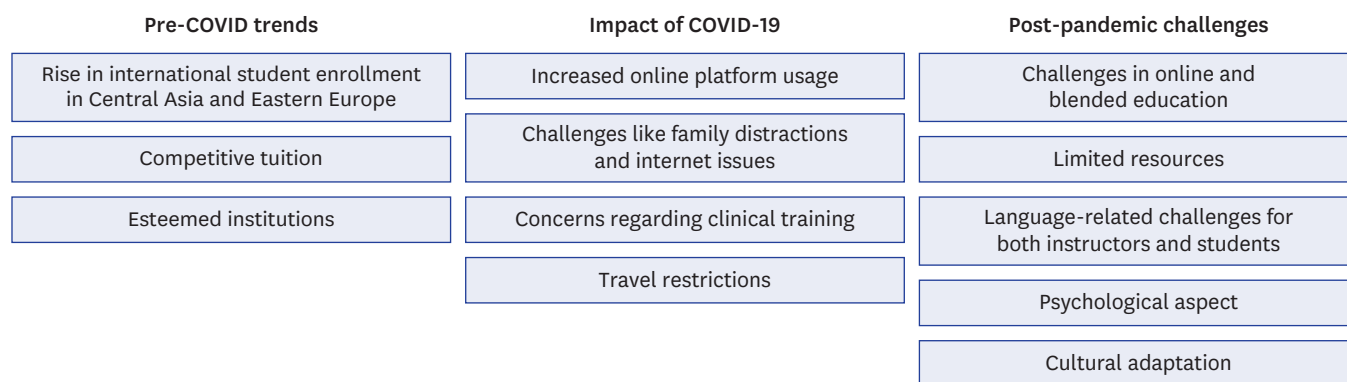 Pre-COVID trends
Rise in international student enrollment
in Central Asia and Eastern Europe
Competitive tuition
Esteemed institutions
Impact of COVID-19
Increased online platform usage
Challenges like family distractions
and internet issues
Concerns regarding clinical training
Travel restrictions
Post-pandemic challenges
Challenges in online and
blended education
Limited resources
Language-related challenges for
both instructors and students
Psychological aspect
Cultural adaptation